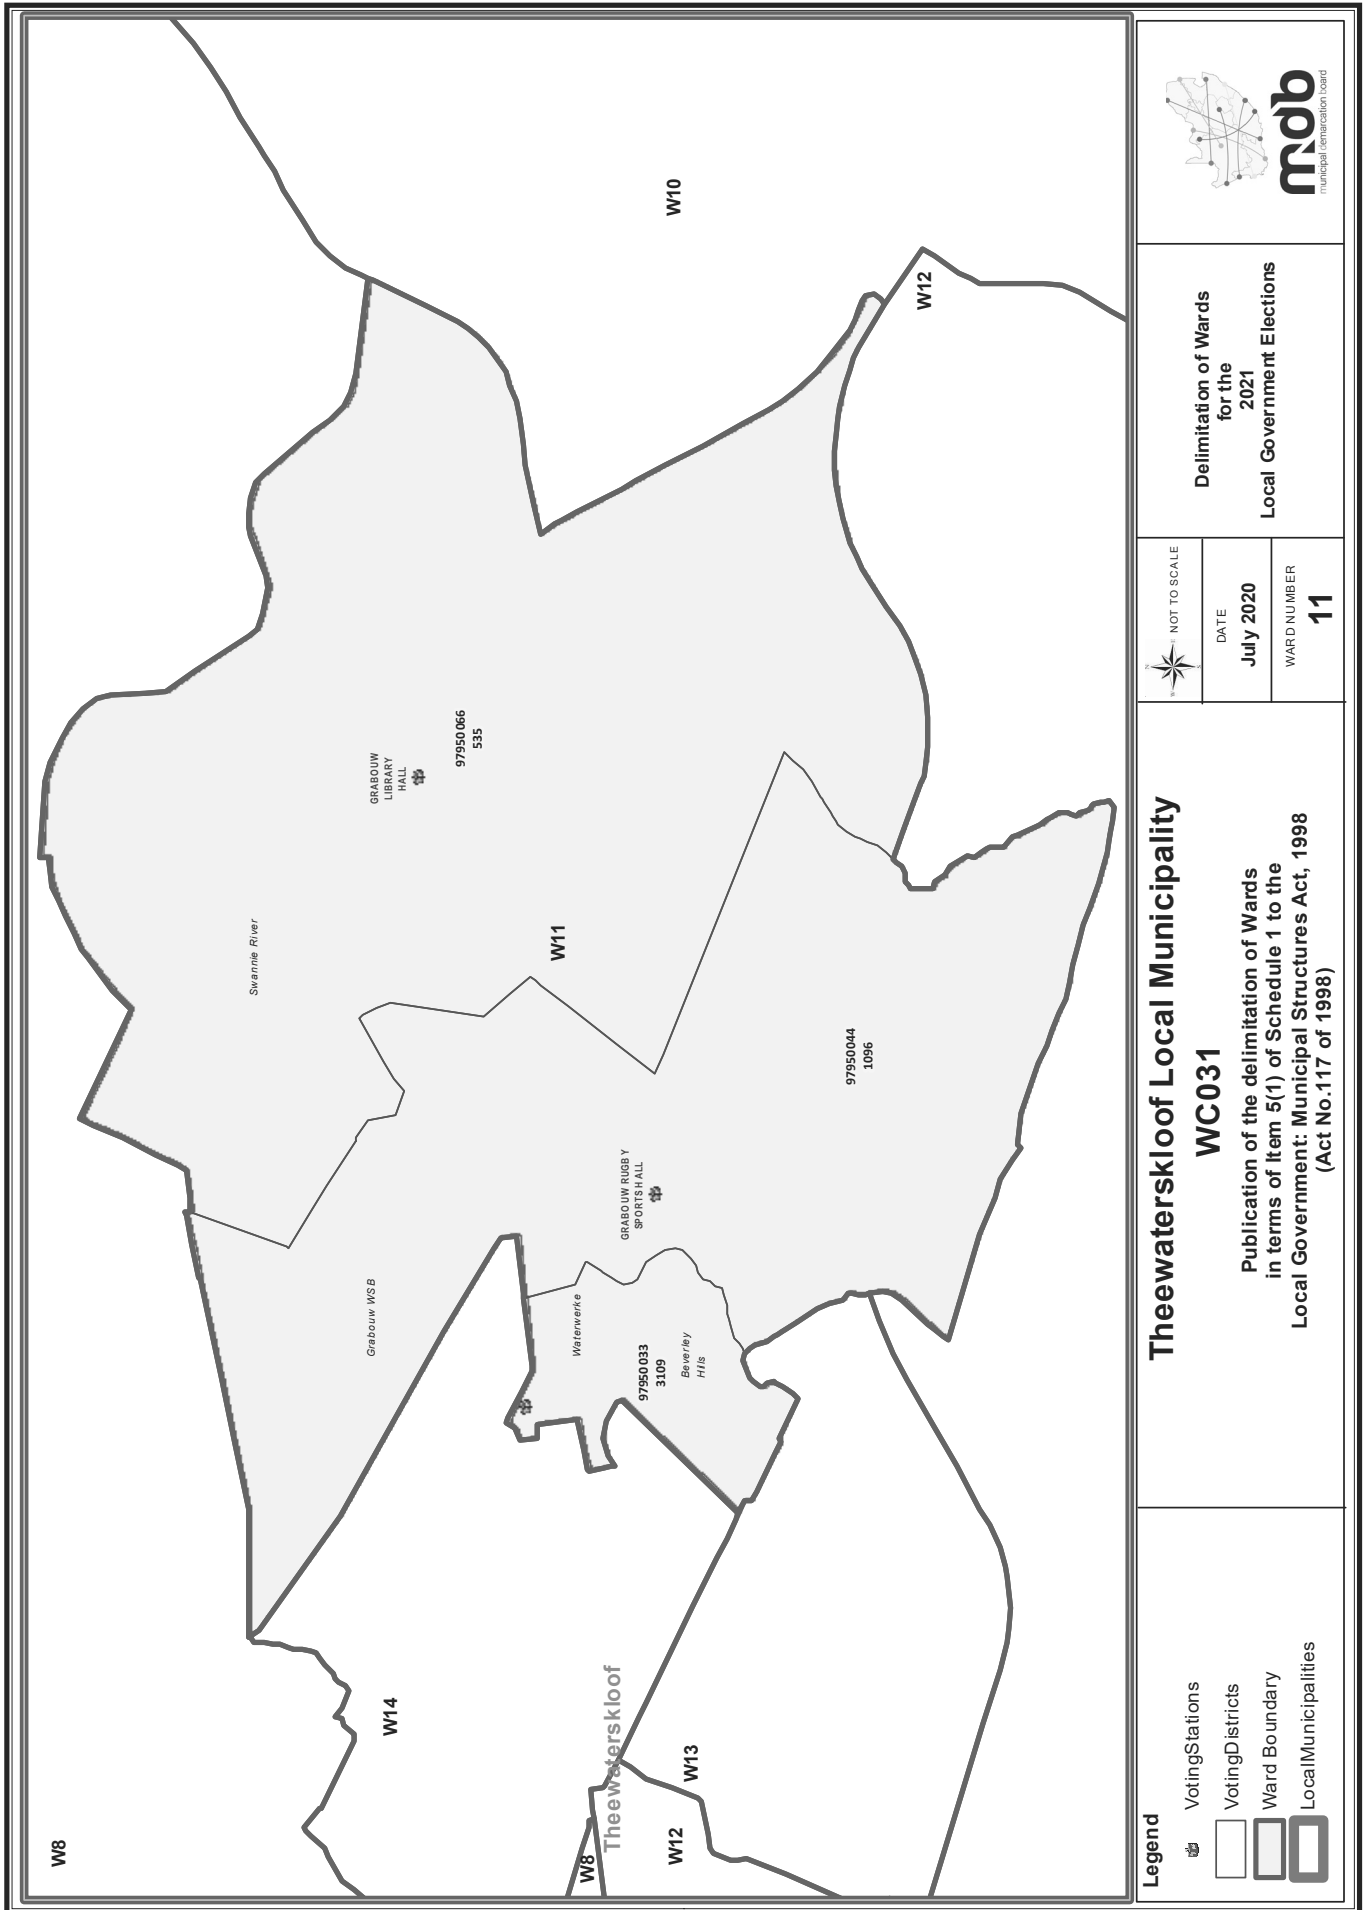 W8
W14
W10
W11
W12
W13
W12
W8
Theewaterskloof
Swannie River
Grabouw WSB
Waterwerke
Beverley
Hills
GRABOUW
LIBRARY
HALL
97950066
535
GRABOUW RUGBY
SPORTS HALL
97950044
1096
97950033
3109
Legend
VotingStations
VotingDistricts
Ward Boundary
LocalMunicipalities
Theewaterskloof Local Municipality
WC031
Publication of the delimitation of Wards
in terms of Item 5(1) of Schedule 1 to the
Local Government: Municipal Structures Act, 1998
(Act No.117 of 1998)
N
E
S
W
NOT TO SCALE
DATE
July 2020
WARD NUMBER
11
Delimitation of Wards
for the
2021
Local Government Elections
mdb
municipal demarcation board